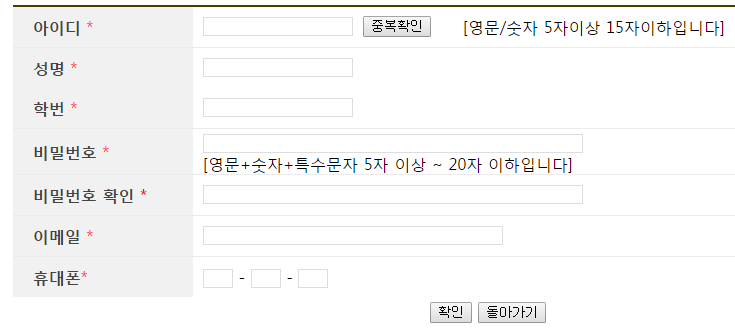 아이디 * 중복확인 [영문/숫자 5자이상 15자이하입니다]
성명 *
학번 *
비밀번호 *
[영문+숫자+특수문자 5자 이상 ~ 20자 이하입니다]
비밀번호 확인 *
이메일 *
휴대폰* - -
확인 돌아가기